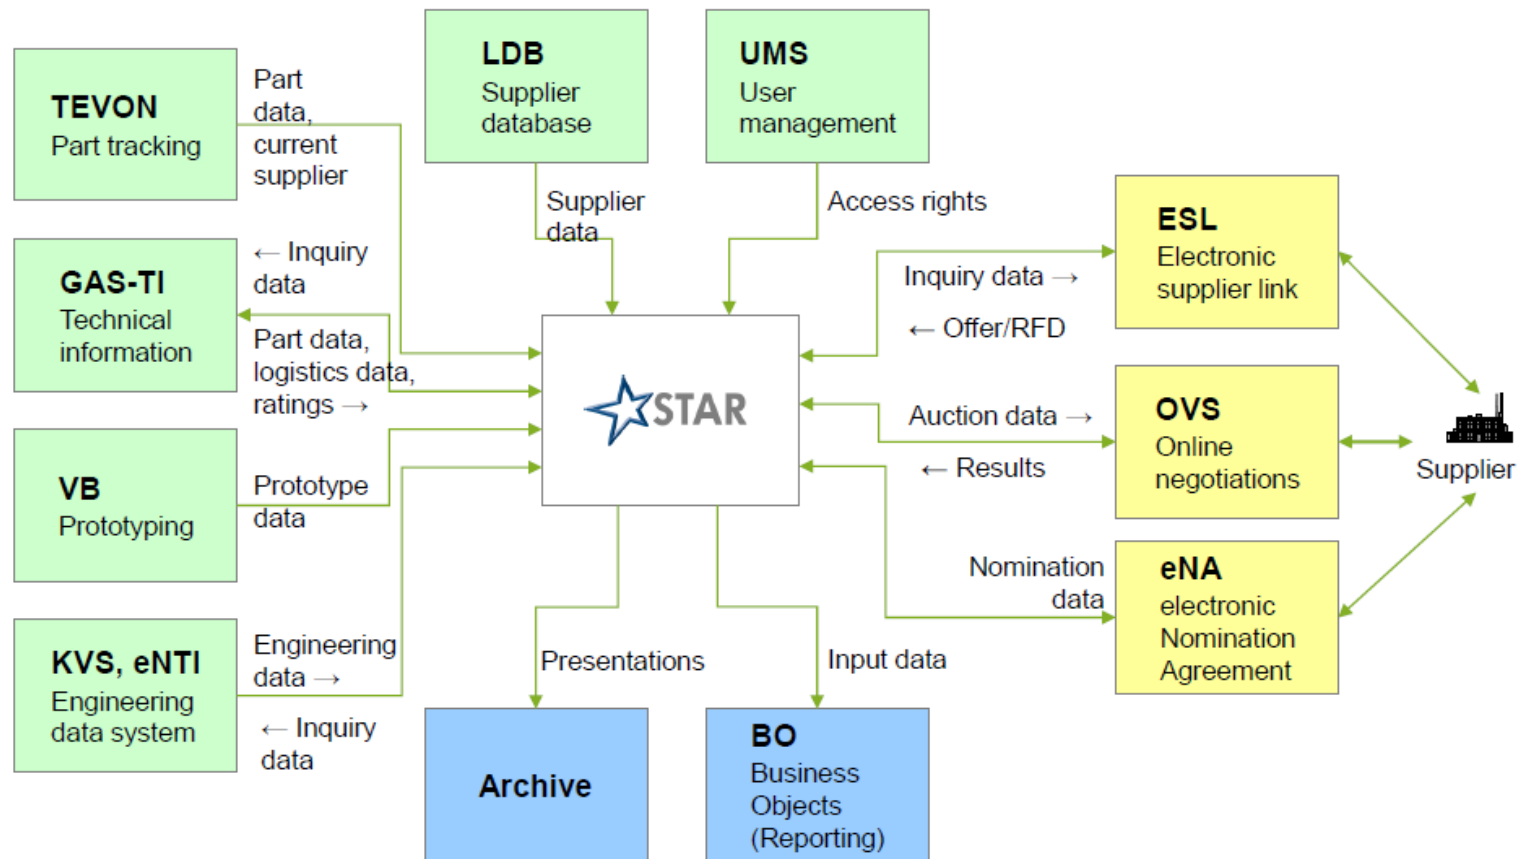 TEVON
Part tracking
Part
data,
current
supplier
LDB
Supplier
database
UMS
User
management
Supplier
data
Access rights
GAS-TI
Technical
information
← Inquiry
data
Part data,
logistics data,
ratings →
STAR
Inquiry data →
← Offer/RFD
ESL
Electronic
supplier link
Auction data →
← Results
OVS
Online
negotiations
Supplier
VB
Prototyping
Prototype
data
Nomination
data
eNA
electronic
Nomination
Agreement
KVS, eNTI
Engineering
data system
Engineering
data →
← Inquiry
data
Presentations
Input data
Archive
BO
Business
Objects
(Reporting)